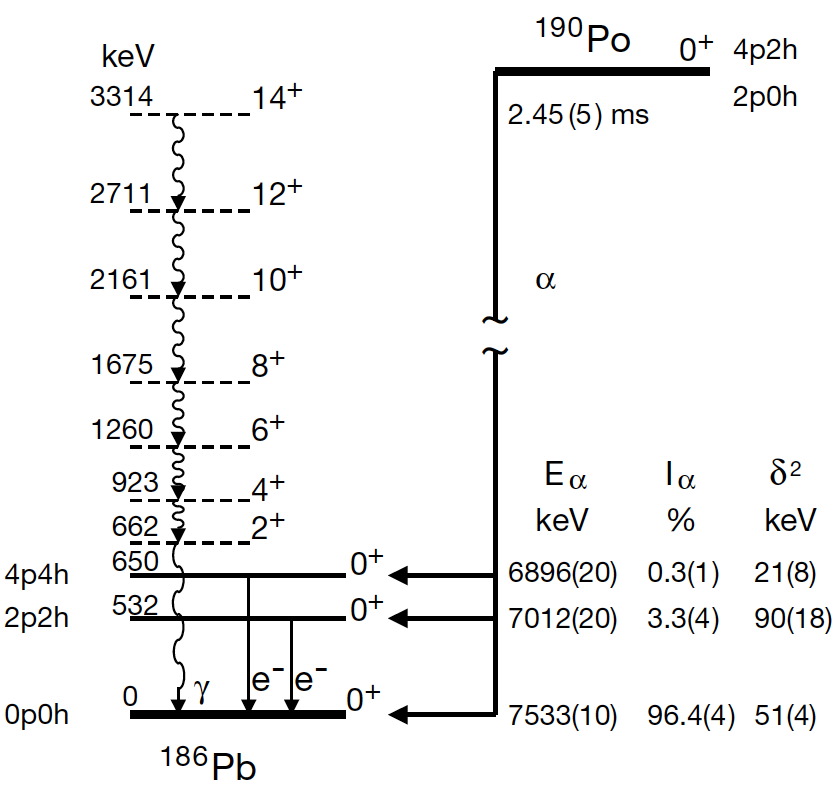 keV
¹⁹⁰Po 0⁺ 4p2h
2p0h
2.45(5) ms
3314 14⁺
2711 12⁺
2161 10⁺
α
1675 8⁺
1260 6⁺
923 4⁺
662 2⁺
Eα Iα δ²
keV % keV
4p4h 650 0⁺ 6896(20) 0.3(1) 21(8)
2p2h 532 0⁺ 7012(20) 3.3(4) 90(18)
γ e⁻ e⁻
0p0h 0 0⁺ 7533(10) 96.4(4) 51(4)
¹⁸⁶Pb